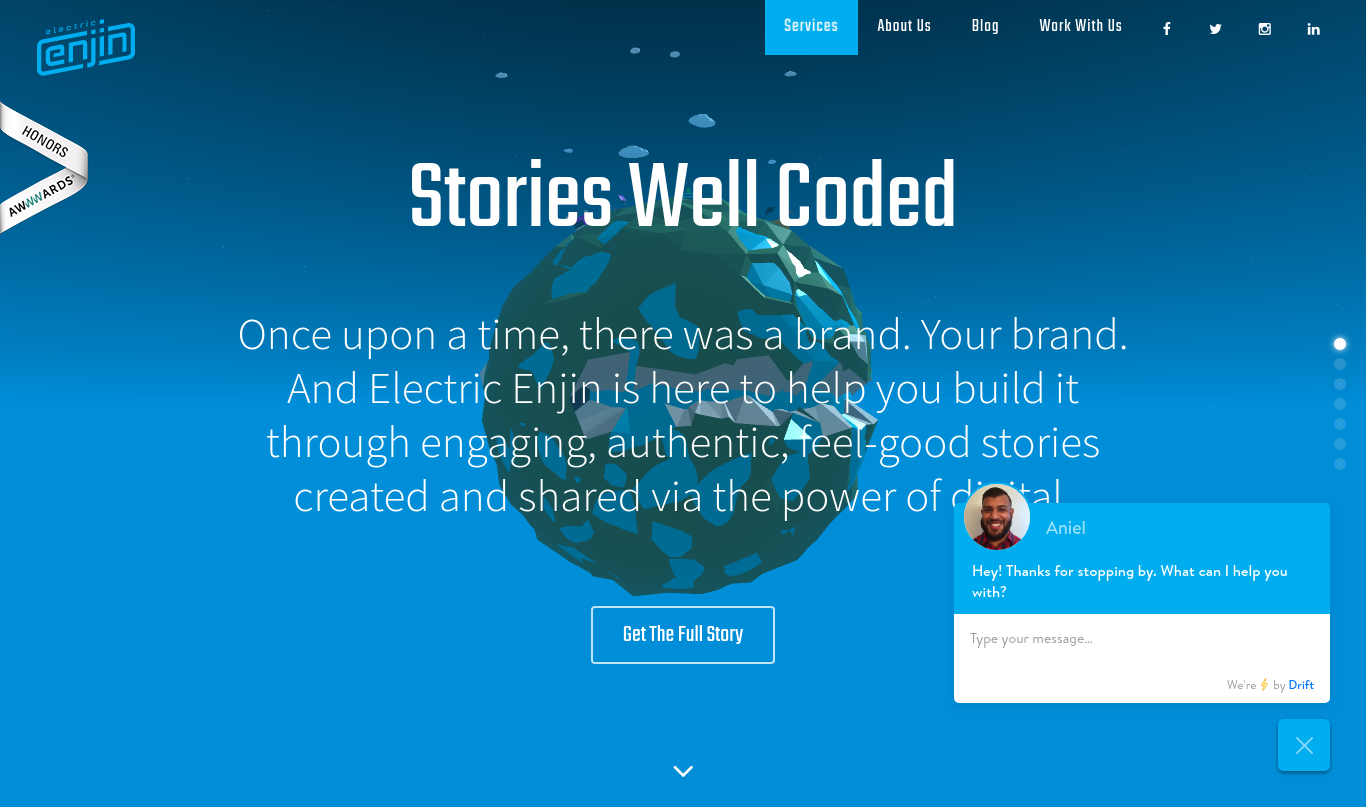 electric
enjin
Services
About Us
Blog
Work With Us
HONORS
AWWWARDS®
Stories Well Coded
Once upon a time, there was a brand. Your brand.
And Electric Enjin is here to help you build it
through engaging, authentic, feel-good stories
created and shared via the power of digital
Aniel
Hey! Thanks for stopping by. What can I help you
with?
Type your message...
We're ⚡ by Drift
Get The Full Story